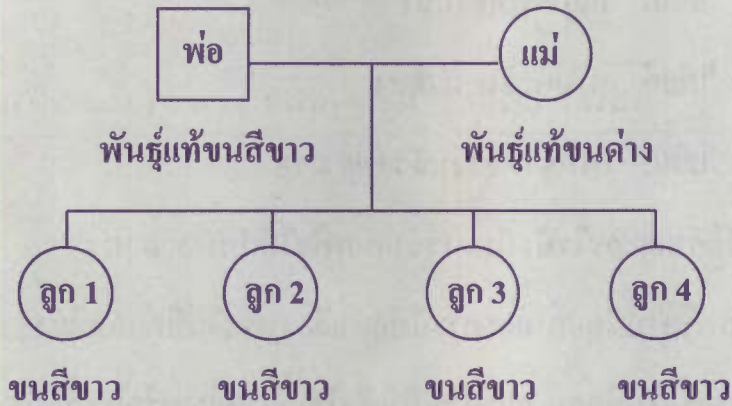 พ่อ แม่
พันธุ์แท้ขนสีขาว พันธุ์แท้ขนด่าง
ลูก 1 ลูก 2 ลูก 3 ลูก 4
ขนสีขาว ขนสีขาว ขนสีขาว ขนสีขาว